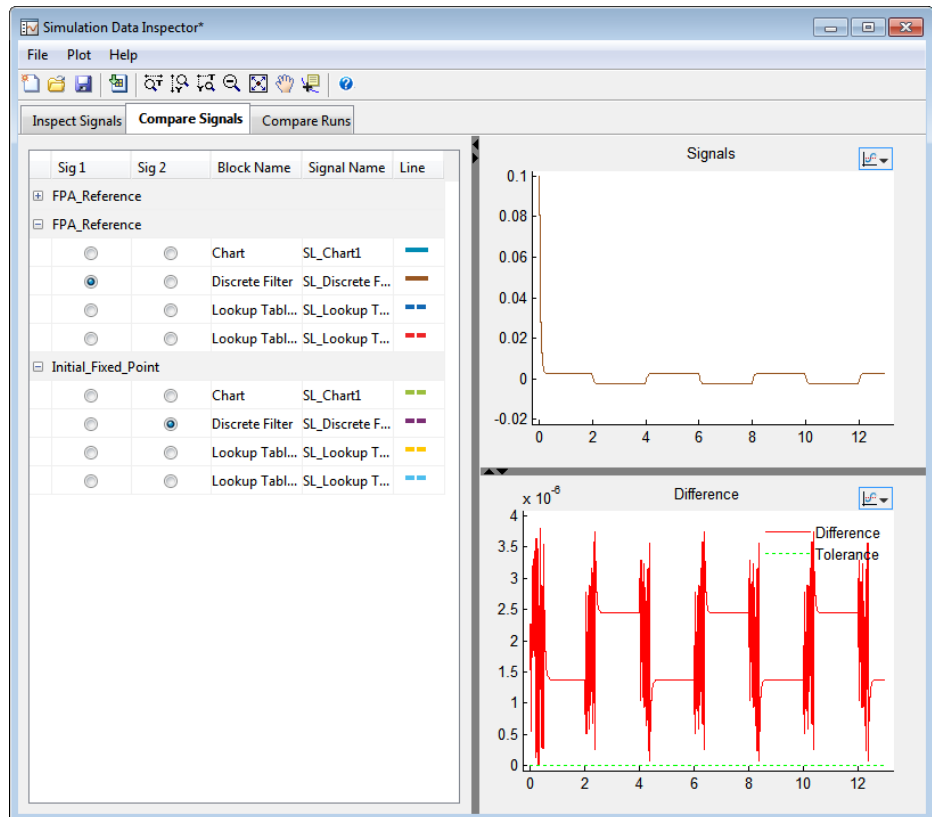 Simulation Data Inspector*
File Plot Help
Inspect Signals Compare Signals Compare Runs
Sig 1 Sig 2 Block Name Signal Name Line
FPA_Reference
FPA_Reference
Chart SL_Chart1
Discrete Filter SL_Discrete F...
Lookup Tabl... SL_Lookup T...
Lookup Tabl... SL_Lookup T...
Initial_Fixed_Point
Chart SL_Chart1
Discrete Filter SL_Discrete F...
Lookup Tabl... SL_Lookup T...
Lookup Tabl... SL_Lookup T...
Signals
0.1
0.08
0.06
0.04
0.02
0
-0.02
0 2 4 6 8 10 12
x 10^-6 Difference
4
3.5
3
2.5
2
1.5
1
0.5
0
Difference
Tolerance
0 2 4 6 8 10 12